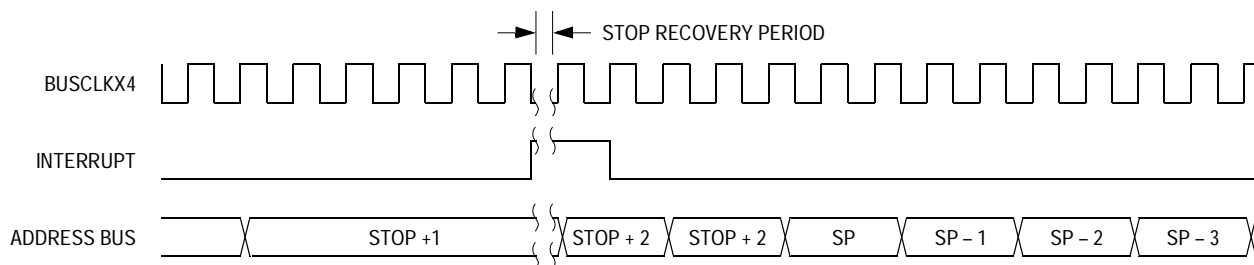 STOP RECOVERY PERIOD
BUSCLKX4
INTERRUPT
ADDRESS BUS STOP +1 STOP + 2 STOP + 2 SP SP – 1 SP – 2 SP – 3